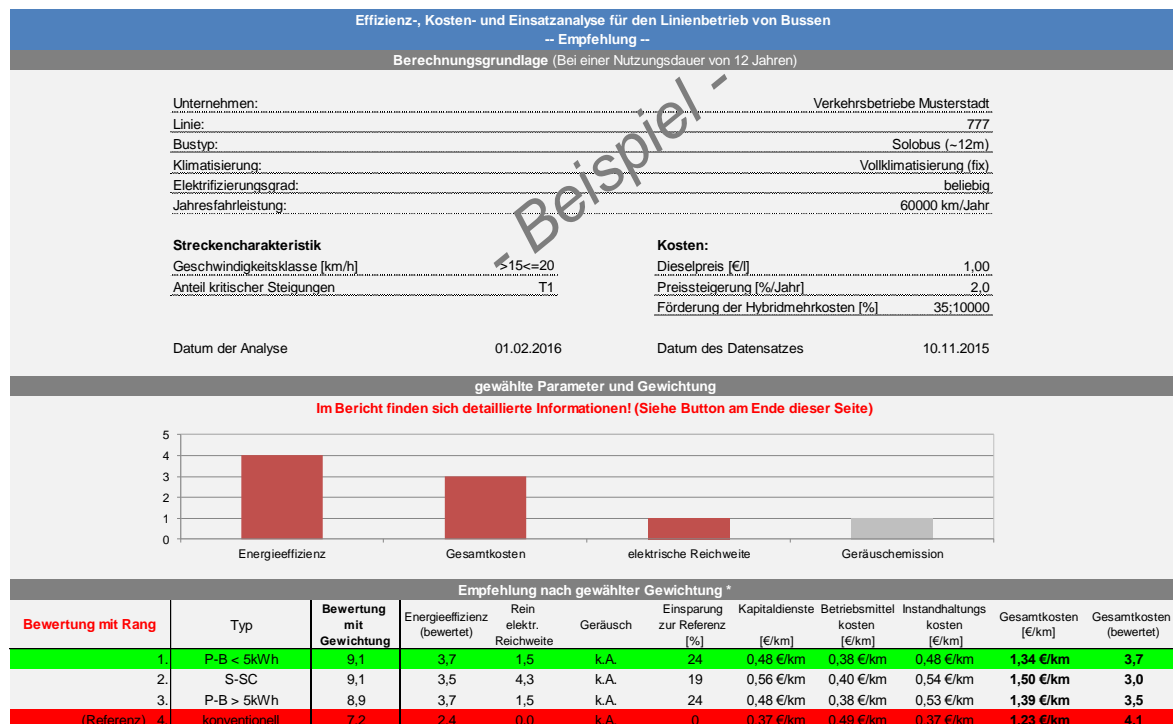 Effizienz-, Kosten- und Einsatzanalyse für den Linienbetrieb von Bussen
-- Empfehlung --
Berechnungsgrundlage (Bei einer Nutzungsdauer von 12 Jahren)
- Beispiel -
Unternehmen: Verkehrsbetriebe Musterstadt
Linie: 777
Bustyp: Solobus (~12m)
Klimatisierung: Vollklimatisierung (fix)
Elektrifizierungsgrad: beliebig
Jahresfahrleistung: 60000 km/Jahr
Streckencharakteristik Kosten:
Geschwindigkeitsklasse [km/h] >15<=20 Dieselpreis [€/l] 1,00
Anteil kritischer Steigungen T1 Preissteigerung [%/Jahr] 2,0
Förderung der Hybridmehrkosten [%] 35;10000
Datum der Analyse 01.02.2016 Datum des Datensatzes 10.11.2015
gewählte Parameter und Gewichtung
Im Bericht finden sich detaillierte Informationen! (Siehe Button am Ende dieser Seite)
5
4
3
2
1
0
Energieeffizienz Gesamtkosten elektrische Reichweite Geräuschemission
Empfehlung nach gewählter Gewichtung *
Bewertung mit Rang Typ Bewertung mit Gewichtung Energieeffizienz (bewertet) Rein elektr. Reichweite Geräusch Einsparung zur Referenz [%] Kapitaldienste [€/km] Betriebsmittel kosten [€/km] Instandhaltungs kosten [€/km] Gesamtkosten [€/km] Gesamtkosten (bewertet)
1. P-B < 5kWh 9,1 3,7 1,5 k.A. 24 0,48 €/km 0,38 €/km 0,48 €/km 1,34 €/km 3,7
2. S-SC 9,1 3,5 4,3 k.A. 19 0,56 €/km 0,40 €/km 0,54 €/km 1,50 €/km 3,0
3. P-B > 5kWh 8,9 3,7 1,5 k.A. 24 0,48 €/km 0,38 €/km 0,53 €/km 1,39 €/km 3,5
(Referenz) 4. konventionell 7,2 2,4 0,0 k.A. 0 0,37 €/km 0,49 €/km 0,37 €/km 1,23 €/km 4,1